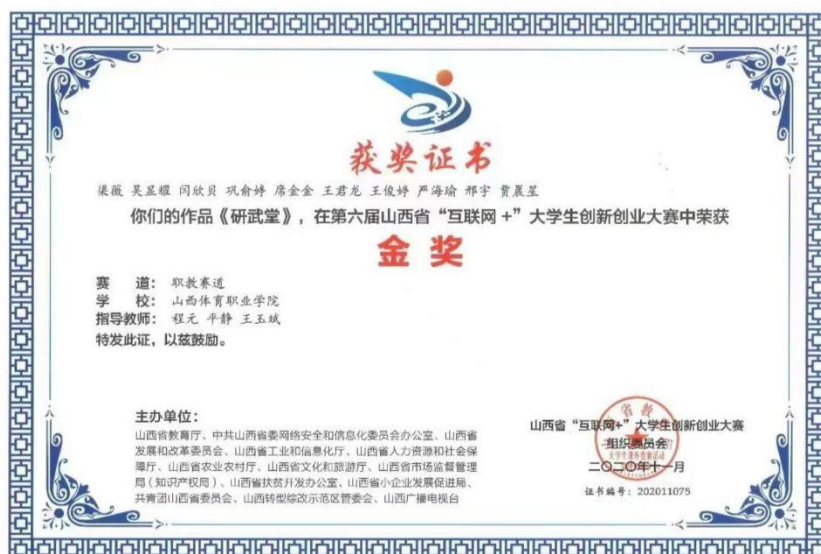 获奖证书
渠薇 吴昱耀 闫欣贝 巩俞婷 席金金 王君龙 王俊婷 严海瑜 邢宇 贾晨星
你们的作品《研武堂》，在第六届山西省“互联网+”大学生创新创业大赛中荣获
金奖
赛 道： 职教赛道
学 校： 山西体育职业学院
指导教师： 程元 平静 王玉斌
特发此证，以兹鼓励。
主办单位：
山西省教育厅、中共山西省委网络安全和信息化委员会办公室、山西省
发展和改革委员会、山西省工业和信息化厅、山西省人力资源和社会保
障厅、山西省农业农村厅、山西省文化和旅游厅、山西省市场监督管理
局（知识产权局）、山西省扶贫开发办公室、山西省小企业发展促进局、
共青团山西省委员会、山西转型综改示范区管委会、山西广播电视台
山西省“互联网+”大学生创新创业大赛
组织委员会
二〇二〇年十一月
证书编号：202011075